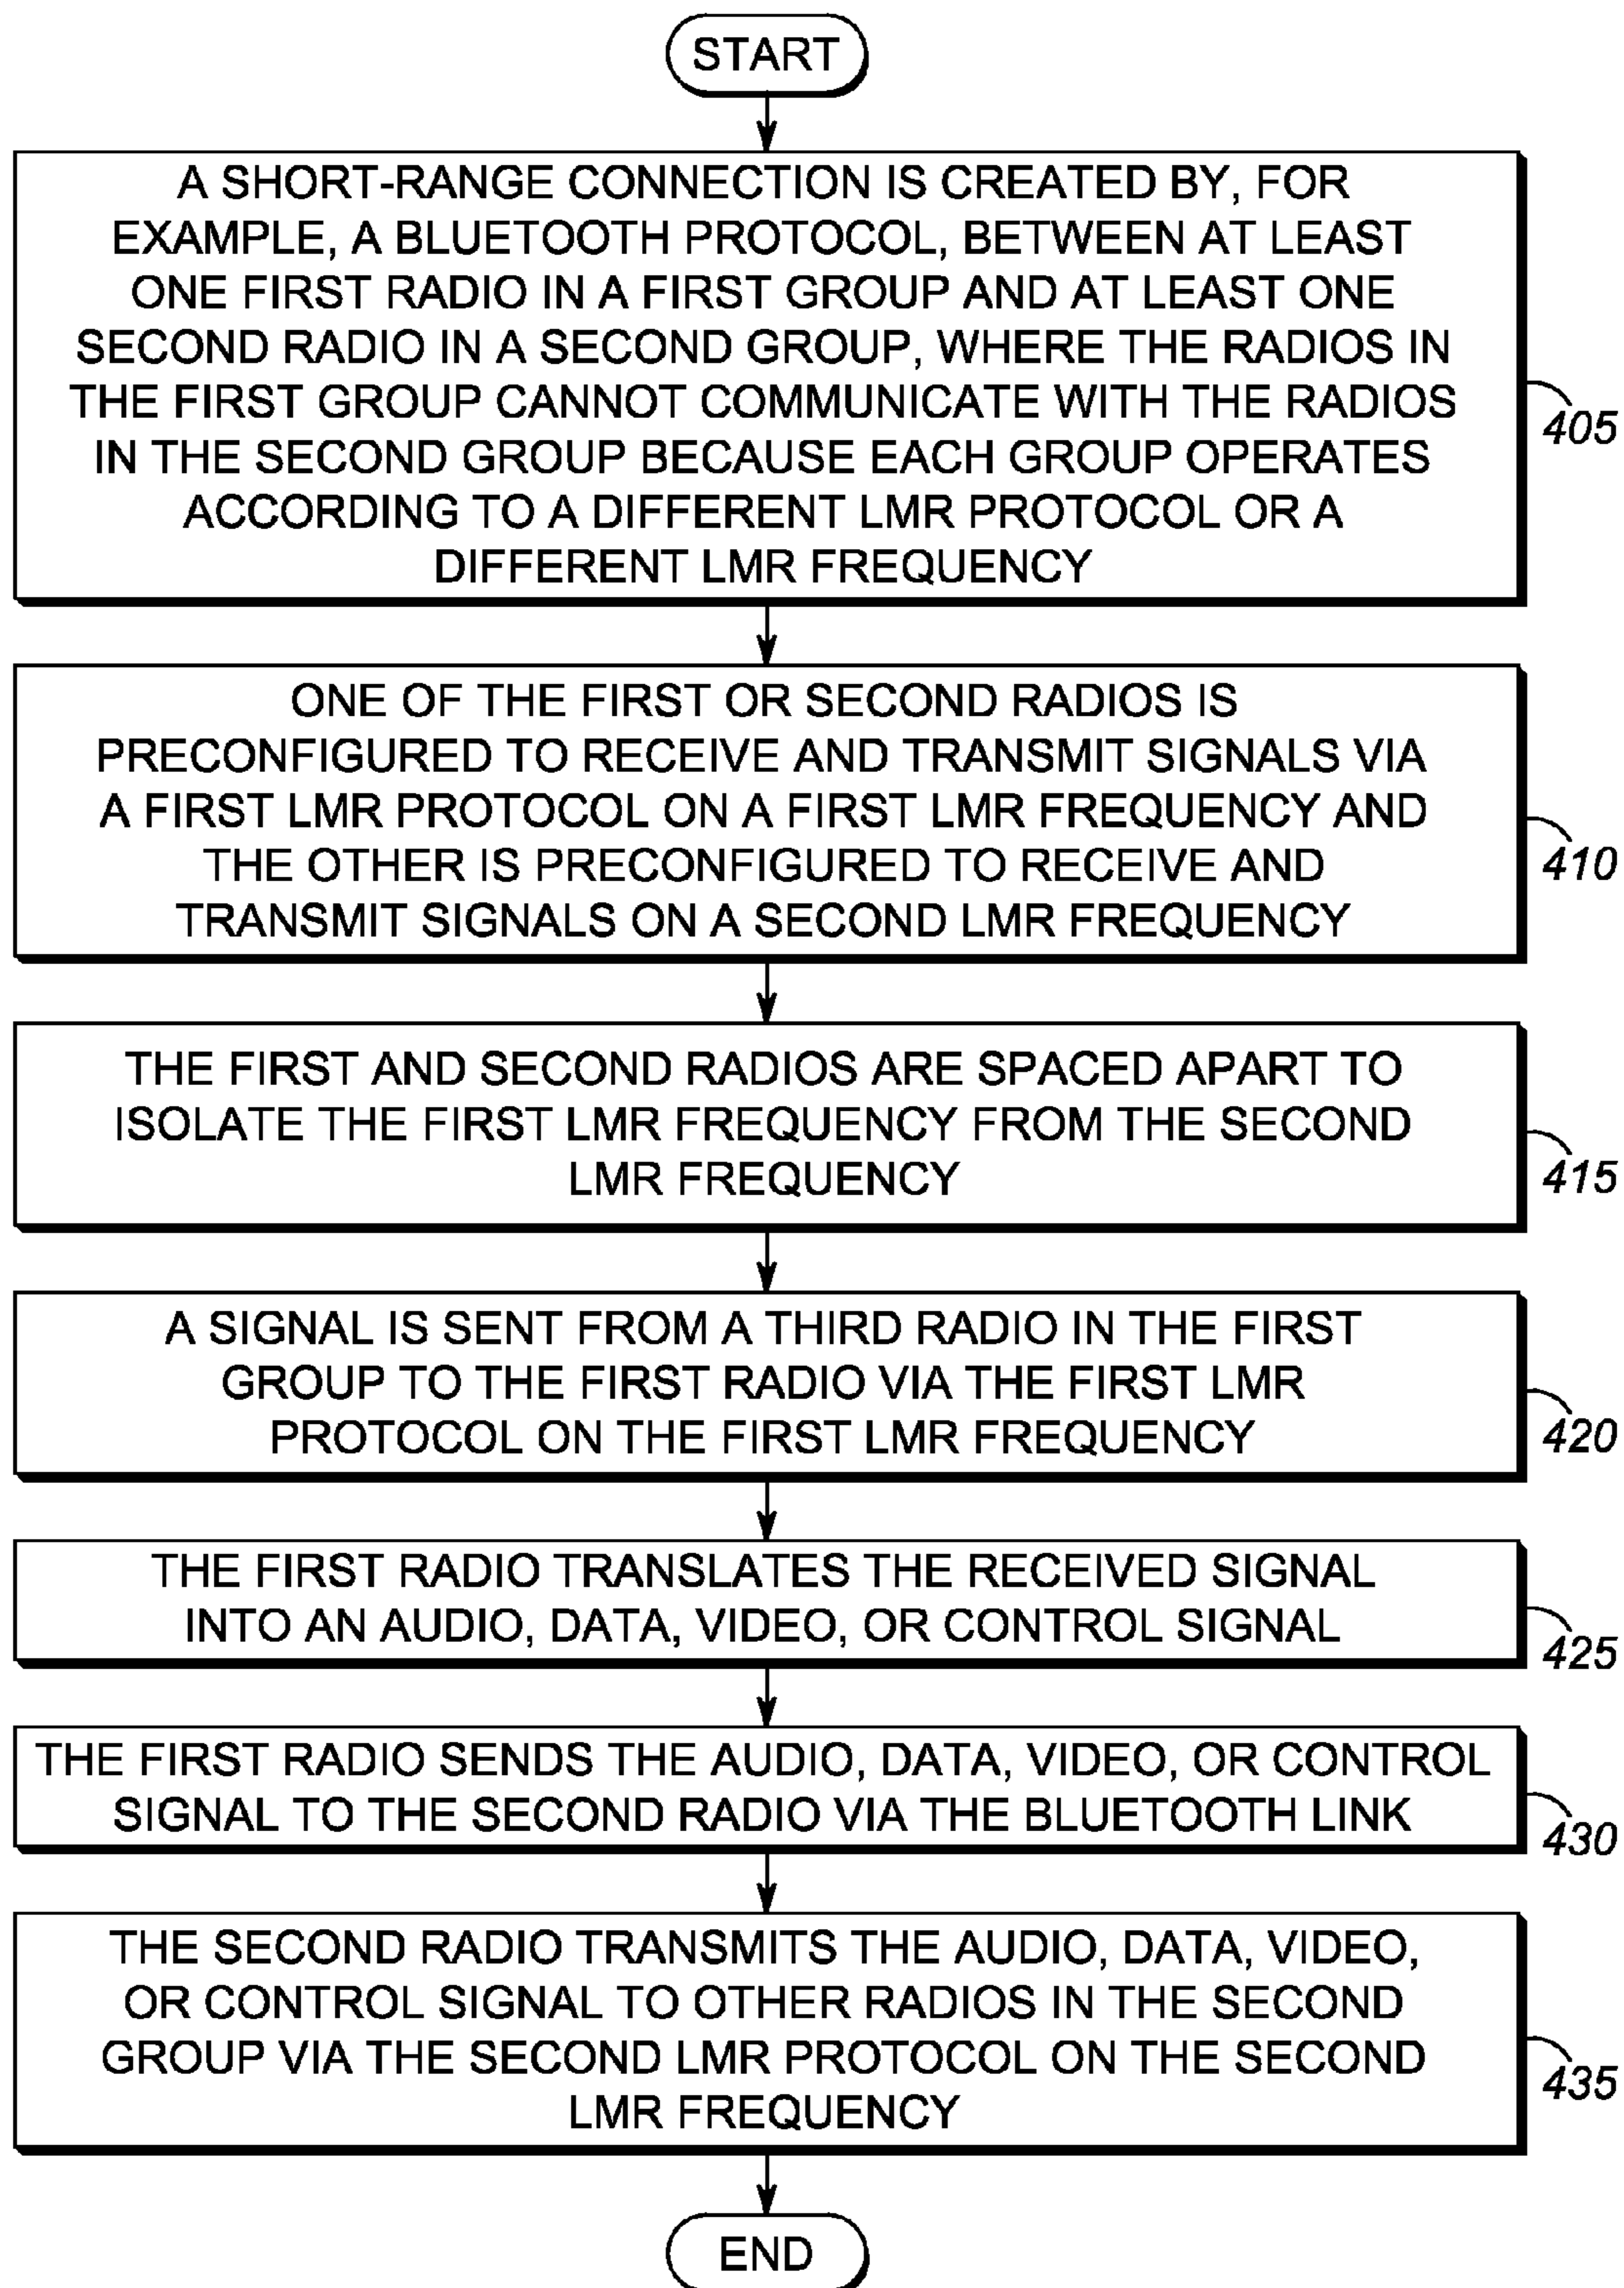 START
A SHORT-RANGE CONNECTION IS CREATED BY, FOR
EXAMPLE, A BLUETOOTH PROTOCOL, BETWEEN AT LEAST
ONE FIRST RADIO IN A FIRST GROUP AND AT LEAST ONE
SECOND RADIO IN A SECOND GROUP, WHERE THE RADIOS IN
THE FIRST GROUP CANNOT COMMUNICATE WITH THE RADIOS
IN THE SECOND GROUP BECAUSE EACH GROUP OPERATES
ACCORDING TO A DIFFERENT LMR PROTOCOL OR A
DIFFERENT LMR FREQUENCY
405
ONE OF THE FIRST OR SECOND RADIOS IS
PRECONFIGURED TO RECEIVE AND TRANSMIT SIGNALS VIA
A FIRST LMR PROTOCOL ON A FIRST LMR FREQUENCY AND
THE OTHER IS PRECONFIGURED TO RECEIVE AND
TRANSMIT SIGNALS ON A SECOND LMR FREQUENCY
410
THE FIRST AND SECOND RADIOS ARE SPACED APART TO
ISOLATE THE FIRST LMR FREQUENCY FROM THE SECOND
LMR FREQUENCY
415
A SIGNAL IS SENT FROM A THIRD RADIO IN THE FIRST
GROUP TO THE FIRST RADIO VIA THE FIRST LMR
PROTOCOL ON THE FIRST LMR FREQUENCY
420
THE FIRST RADIO TRANSLATES THE RECEIVED SIGNAL
INTO AN AUDIO, DATA, VIDEO, OR CONTROL SIGNAL
425
THE FIRST RADIO SENDS THE AUDIO, DATA, VIDEO, OR CONTROL
SIGNAL TO THE SECOND RADIO VIA THE BLUETOOTH LINK
430
THE SECOND RADIO TRANSMITS THE AUDIO, DATA, VIDEO,
OR CONTROL SIGNAL TO OTHER RADIOS IN THE SECOND
GROUP VIA THE SECOND LMR PROTOCOL ON THE SECOND
LMR FREQUENCY
435
END